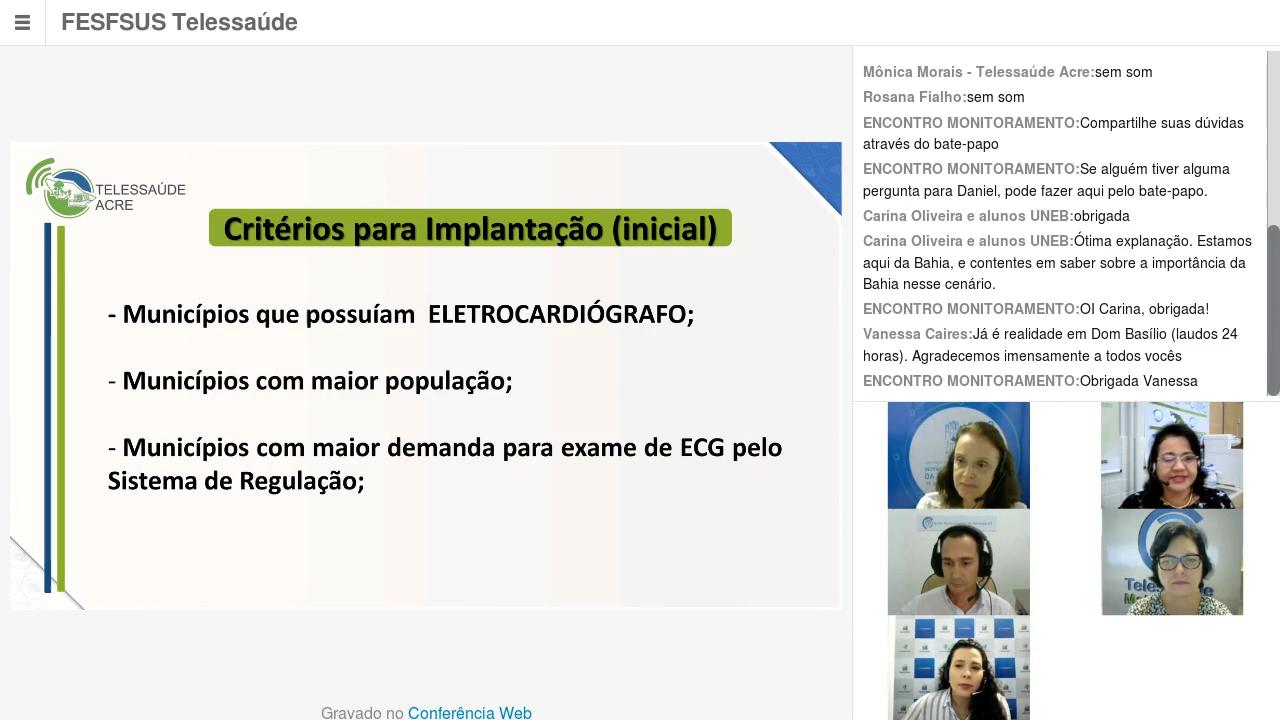 FESFSUS Telessaúde
TELESSAÚDE
ACRE
Critérios para Implantação (inicial)
- Municípios que possuíam ELETROCARDIÓGRAFO;
- Municípios com maior população;
- Municípios com maior demanda para exame de ECG pelo
Sistema de Regulação;
Gravado no Conferência Web
Mônica Morais - Telessaúde Acre:sem som
Rosana Fialho:sem som
ENCONTRO MONITORAMENTO:Compartilhe suas dúvidas
através do bate-papo
ENCONTRO MONITORAMENTO:Se alguém tiver alguma
pergunta para Daniel, pode fazer aqui pelo bate-papo.
Carina Oliveira e alunos UNEB:obrigada
Carina Oliveira e alunos UNEB:Ótima explanação. Estamos
aqui da Bahia, e contentes em saber sobre a importância da
Bahia nesse cenário.
ENCONTRO MONITORAMENTO:OI Carina, obrigada!
Vanessa Caires:Já é realidade em Dom Basílio (laudos 24
horas). Agradecemos imensamente a todos vocês
ENCONTRO MONITORAMENTO:Obrigada Vanessa